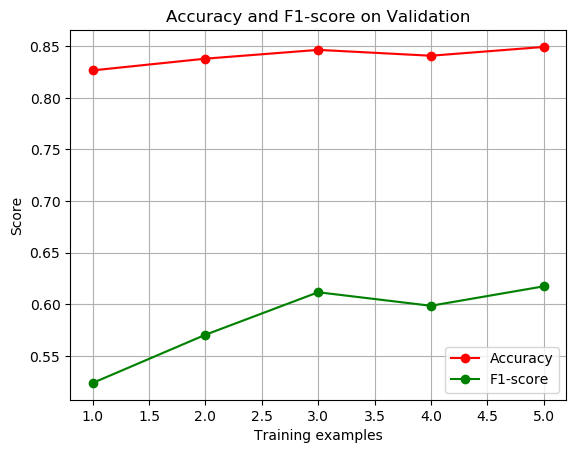 Accuracy and F1-score on Validation
Score
0.85
0.80
0.75
0.70
0.65
0.60
0.55
Accuracy
F1-score
1.0 1.5 2.0 2.5 3.0 3.5 4.0 4.5 5.0
Training examples